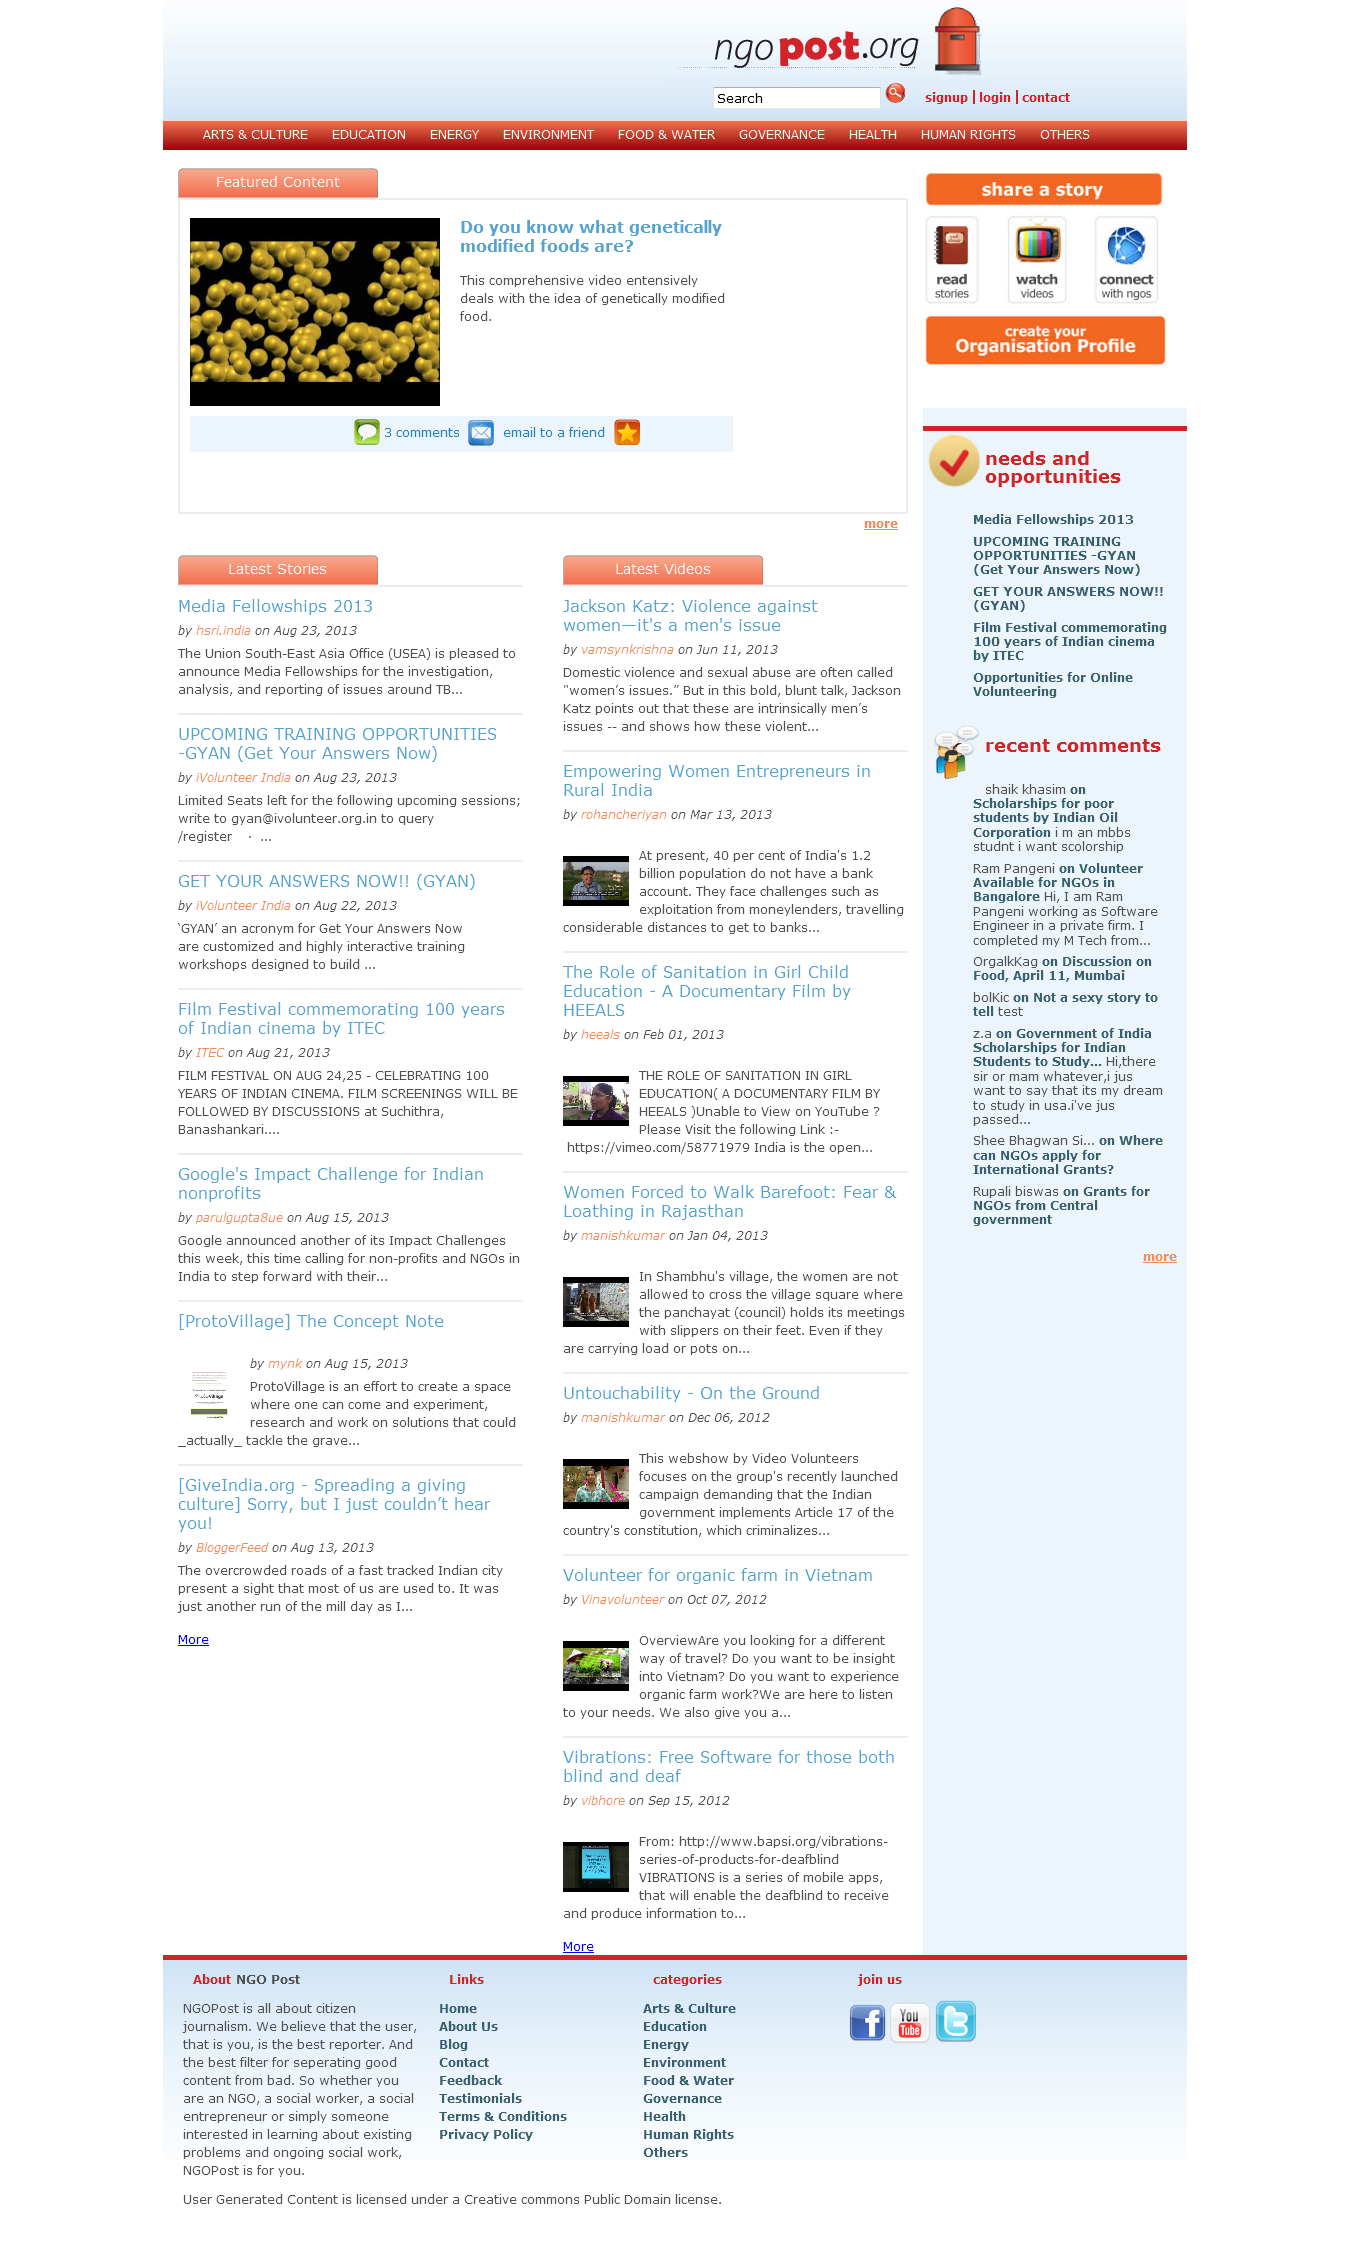 ngopost.org
Search
signup | login | contact
ARTS & CULTURE EDUCATION ENERGY ENVIRONMENT FOOD & WATER GOVERNANCE HEALTH HUMAN RIGHTS OTHERS
Featured Content
Do you know what genetically
modified foods are?
This comprehensive video entensively
deals with the idea of genetically modified
food.
3 comments email to a friend
more
share a story
read
stories
watch
videos
connect
with ngos
create your
Organisation Profile
Latest Stories
Media Fellowships 2013
by hsri.india on Aug 23, 2013
The Union South-East Asia Office (USEA) is pleased to
announce Media Fellowships for the investigation,
analysis, and reporting of issues around TB...
UPCOMING TRAINING OPPORTUNITIES
-GYAN (Get Your Answers Now)
by iVolunteer India on Aug 23, 2013
Limited Seats left for the following upcoming sessions;
write to gyan@ivolunteer.org.in to query
/register · ...
GET YOUR ANSWERS NOW!! (GYAN)
by iVolunteer India on Aug 22, 2013
‘GYAN’ an acronym for Get Your Answers Now
are customized and highly interactive training
workshops designed to build ...
Film Festival commemorating 100 years
of Indian cinema by ITEC
by ITEC on Aug 21, 2013
FILM FESTIVAL ON AUG 24,25 - CELEBRATING 100
YEARS OF INDIAN CINEMA. FILM SCREENINGS WILL BE
FOLLOWED BY DISCUSSIONS at Suchithra,
Banashankari....
Google's Impact Challenge for Indian
nonprofits
by parulgupta8ue on Aug 15, 2013
Google announced another of its Impact Challenges
this week, this time calling for non-profits and NGOs in
India to step forward with their...
[ProtoVillage] The Concept Note
by mynk on Aug 15, 2013
ProtoVillage is an effort to create a space
where one can come and experiment,
research and work on solutions that could
_actually_ tackle the grave...
[GiveIndia.org - Spreading a giving
culture] Sorry, but I just couldn’t hear
you!
by BloggerFeed on Aug 13, 2013
The overcrowded roads of a fast tracked Indian city
present a sight that most of us are used to. It was
just another run of the mill day as I...
More
Latest Videos
Jackson Katz: Violence against
women—it's a men's issue
by vamsynkrishna on Jun 11, 2013
Domestic violence and sexual abuse are often called
"women’s issues.” But in this bold, blunt talk, Jackson
Katz points out that these are intrinsically men’s
issues -- and shows how these violent...
Empowering Women Entrepreneurs in
Rural India
by rohancheriyan on Mar 13, 2013
At present, 40 per cent of India's 1.2
billion population do not have a bank
account. They face challenges such as
exploitation from moneylenders, travelling
considerable distances to get to banks...
The Role of Sanitation in Girl Child
Education - A Documentary Film by
HEEALS
by heeals on Feb 01, 2013
THE ROLE OF SANITATION IN GIRL
EDUCATION( A DOCUMENTARY FILM BY
HEEALS )Unable to View on YouTube ?
Please Visit the following Link :-
https://vimeo.com/58771979 India is the open...
Women Forced to Walk Barefoot: Fear &
Loathing in Rajasthan
by manishkumar on Jan 04, 2013
In Shambhu's village, the women are not
allowed to cross the village square where
the panchayat (council) holds its meetings
with slippers on their feet. Even if they
are carrying load or pots on...
Untouchability - On the Ground
by manishkumar on Dec 06, 2012
This webshow by Video Volunteers
focuses on the group's recently launched
campaign demanding that the Indian
government implements Article 17 of the
country's constitution, which criminalizes...
Volunteer for organic farm in Vietnam
by Vinavolunteer on Oct 07, 2012
OverviewAre you looking for a different
way of travel? Do you want to be insight
into Vietnam? Do you want to experience
organic farm work?We are here to listen
to your needs. We also give you a...
Vibrations: Free Software for those both
blind and deaf
by vibhore on Sep 15, 2012
From: http://www.bapsi.org/vibrations-
series-of-products-for-deafblind
VIBRATIONS is a series of mobile apps,
that will enable the deafblind to receive
and produce information to...
More
needs and
opportunities
Media Fellowships 2013
UPCOMING TRAINING
OPPORTUNITIES -GYAN
(Get Your Answers Now)
GET YOUR ANSWERS NOW!!
(GYAN)
Film Festival commemorating
100 years of Indian cinema
by ITEC
Opportunities for Online
Volunteering
recent comments
shaik khasim on
Scholarships for poor
students by Indian Oil
Corporation i m an mbbs
studnt i want scolorship
Ram Pangeni on Volunteer
Available for NGOs in
Bangalore Hi, I am Ram
Pangeni working as Software
Engineer in a private firm. I
completed my M Tech from...
OrgalkKag on Discussion on
Food, April 11, Mumbai
bolKic on Not a sexy story to
tell test
z.a on Government of India
Scholarships for Indian
Students to Study... Hi,there
sir or mam whatever,i jus
want to say that its my dream
to study in usa.i've jus
passed...
Shee Bhagwan Si... on Where
can NGOs apply for
International Grants?
Rupali biswas on Grants for
NGOs from Central
government
more
About NGO Post
NGOPost is all about citizen
journalism. We believe that the user,
that is you, is the best reporter. And
the best filter for seperating good
content from bad. So whether you
are an NGO, a social worker, a social
entrepreneur or simply someone
interested in learning about existing
problems and ongoing social work,
NGOPost is for you.
Links
Home
About Us
Blog
Contact
Feedback
Testimonials
Terms & Conditions
Privacy Policy
categories
Arts & Culture
Education
Energy
Environment
Food & Water
Governance
Health
Human Rights
Others
join us
You
Tube
User Generated Content is licensed under a Creative commons Public Domain license.